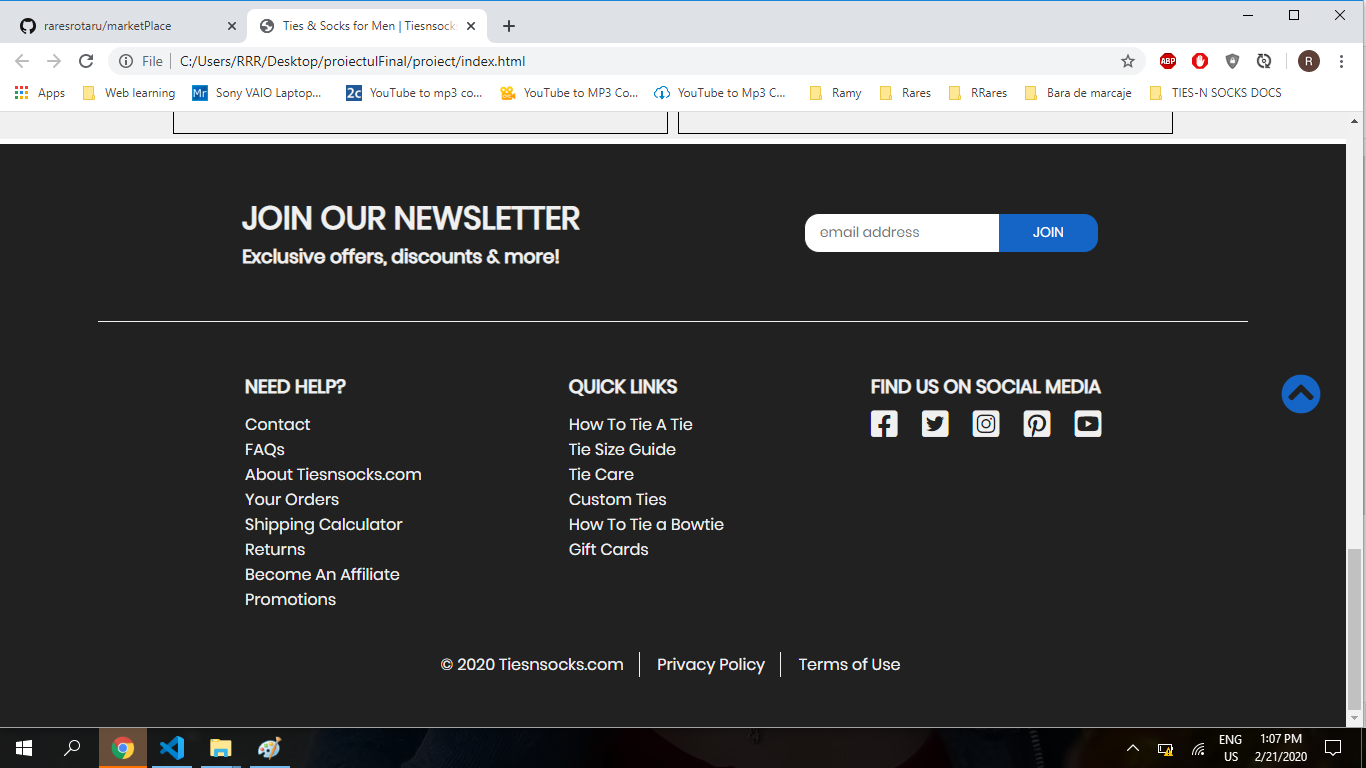 raresrotaru/marketPlace
Ties & Socks for Men | Tiesnsock
File
C:/Users/RRR/Desktop/proiectulFinal/proiect/index.html
ABP
R
Apps
Web learning
Mr Sony VAIO Laptop...
2c YouTube to mp3 co...
YouTube to MP3 Co...
YouTube to Mp3 C...
Ramy
Rares
RRares
Bara de marcaje
TIES-N SOCKS DOCS
JOIN OUR NEWSLETTER
Exclusive offers, discounts & more!
email address
JOIN
NEED HELP?
Contact
FAQs
About Tiesnsocks.com
Your Orders
Shipping Calculator
Returns
Become An Affiliate
Promotions
QUICK LINKS
How To Tie A Tie
Tie Size Guide
Tie Care
Custom Ties
How To Tie a Bowtie
Gift Cards
FIND US ON SOCIAL MEDIA
© 2020 Tiesnsocks.com
Privacy Policy
Terms of Use
ENG
US
1:07 PM
2/21/2020